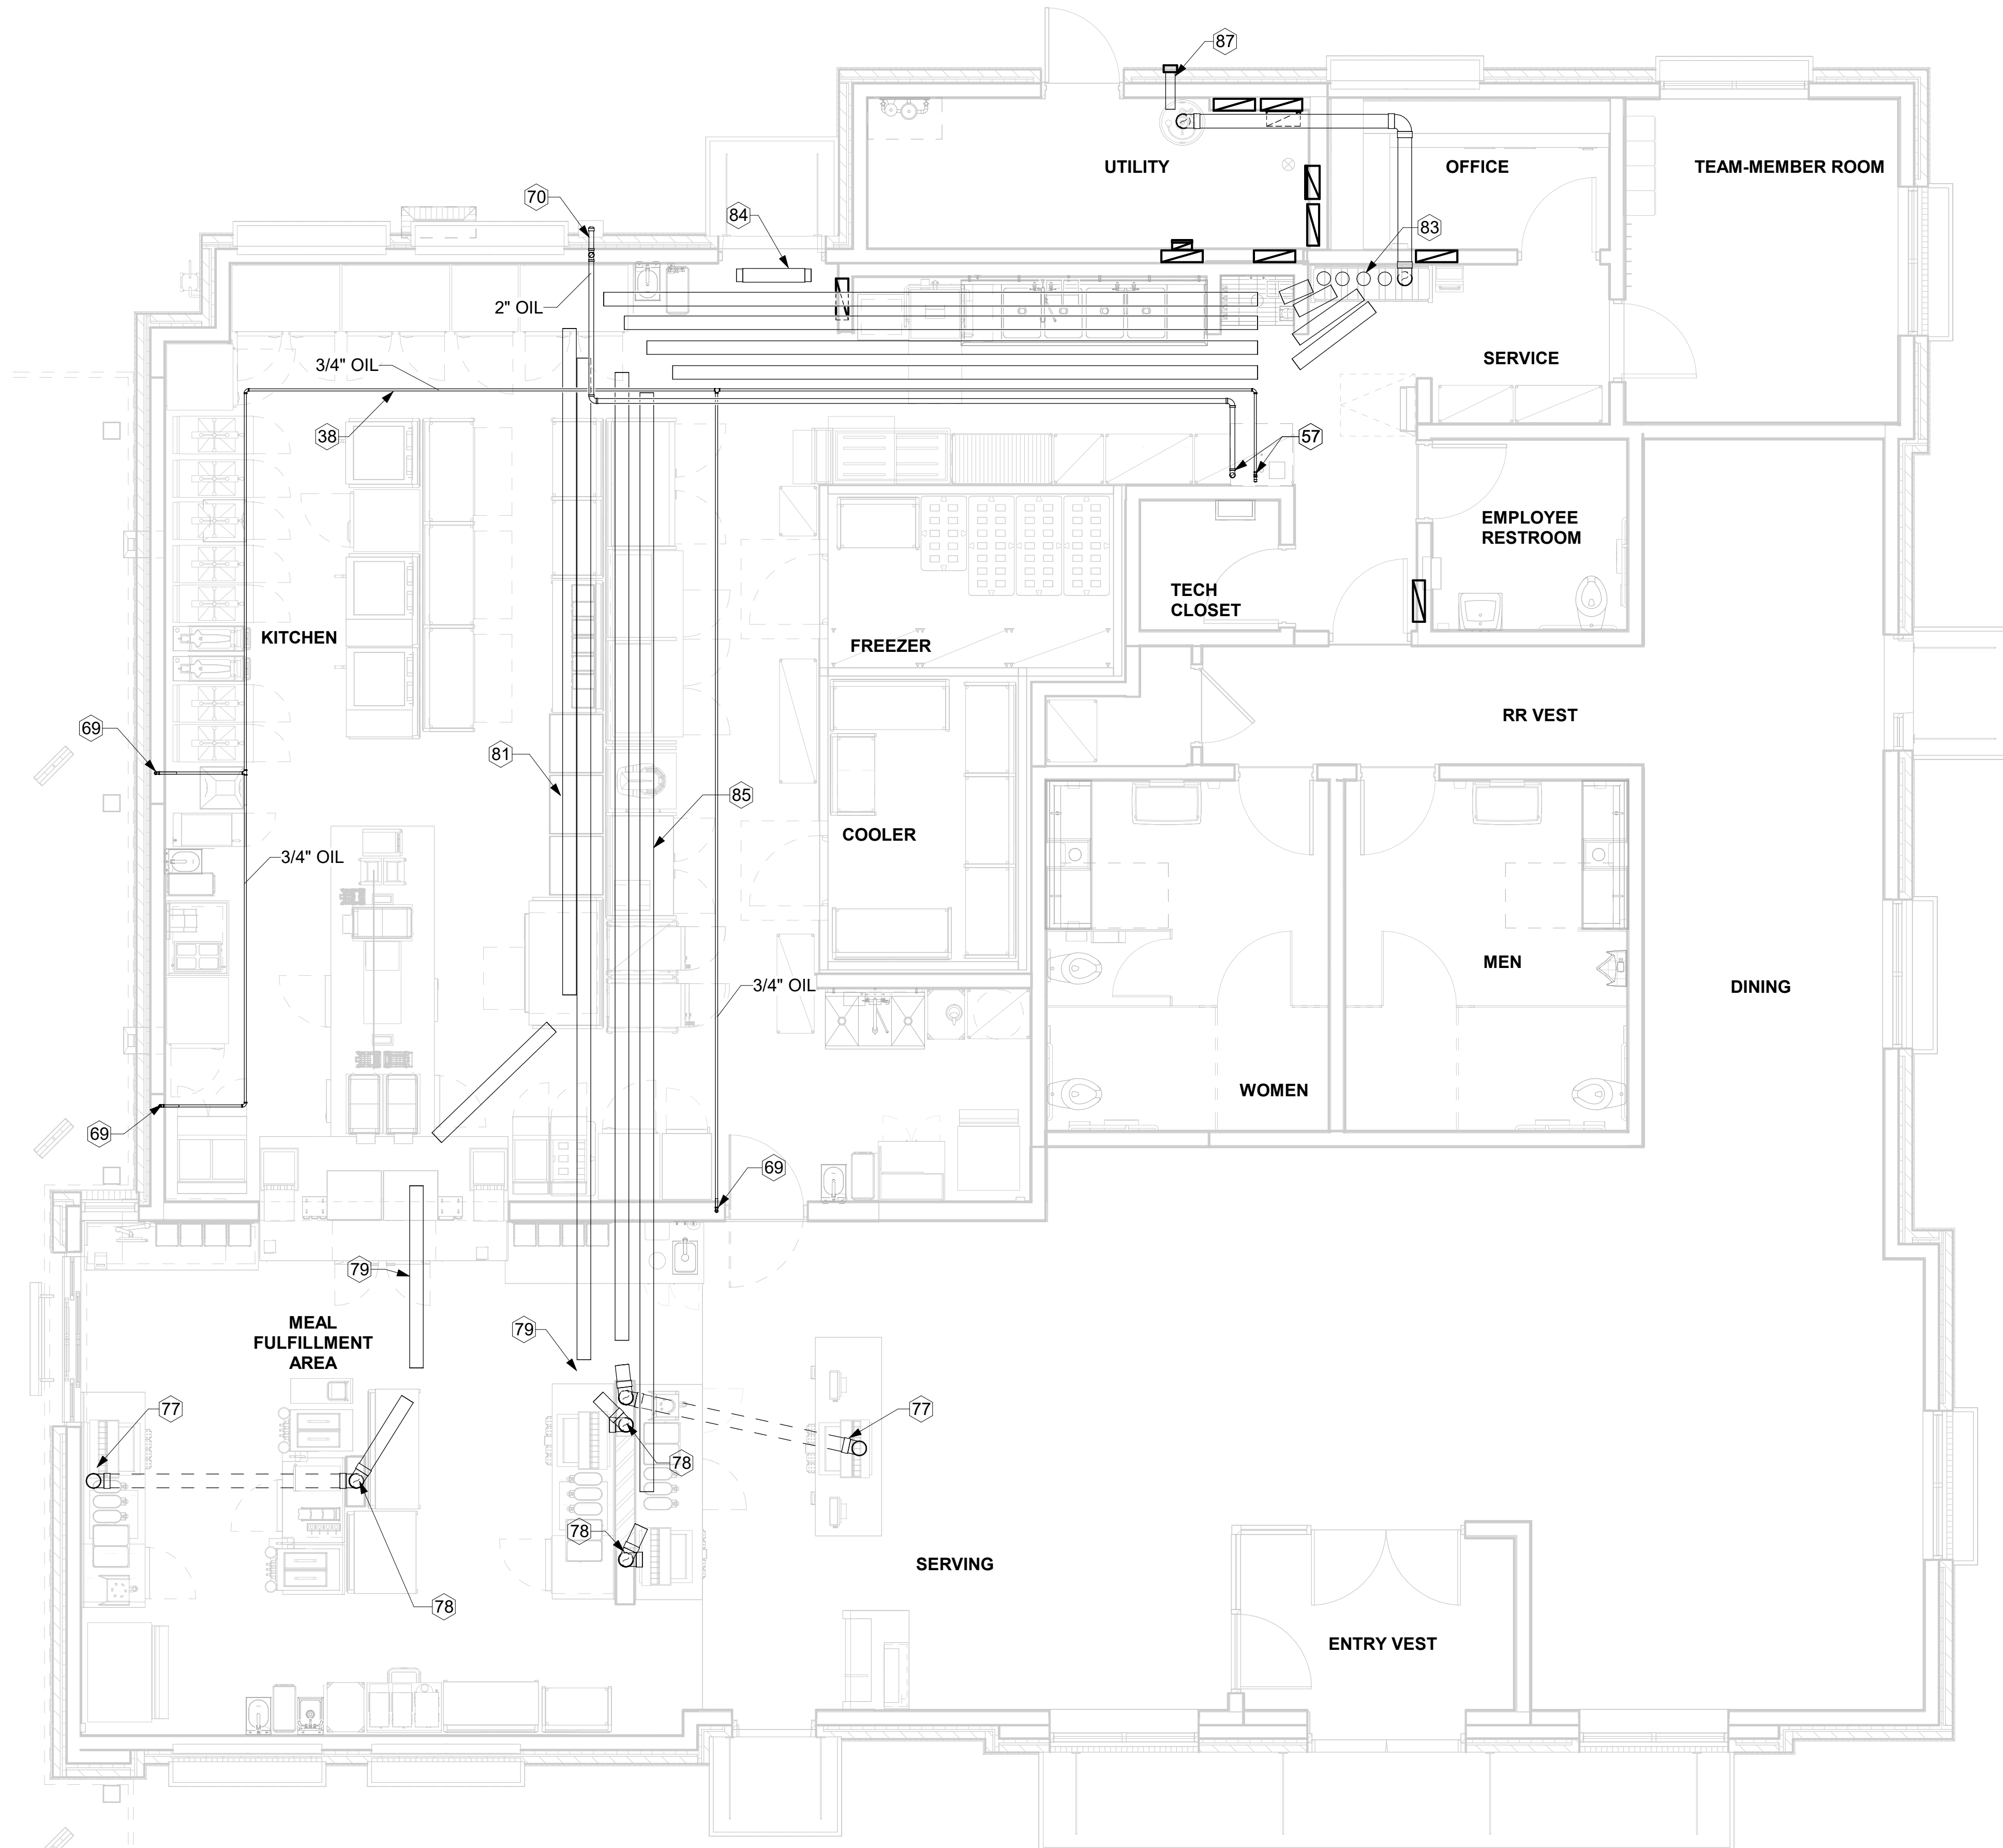 87
UTILITY
OFFICE
TEAM-MEMBER ROOM
70
84
83
2" OIL
SERVICE
3/4" OIL
38
57
EMPLOYEE
RESTROOM
TECH
CLOSET
KITCHEN
FREEZER
RR VEST
69
81
85
COOLER
3/4" OIL
MEN
3/4" OIL
DINING
WOMEN
69
69
79
MEAL
FULFILLMENT
AREA
79
77
77
78
78
SERVING
78
ENTRY VEST